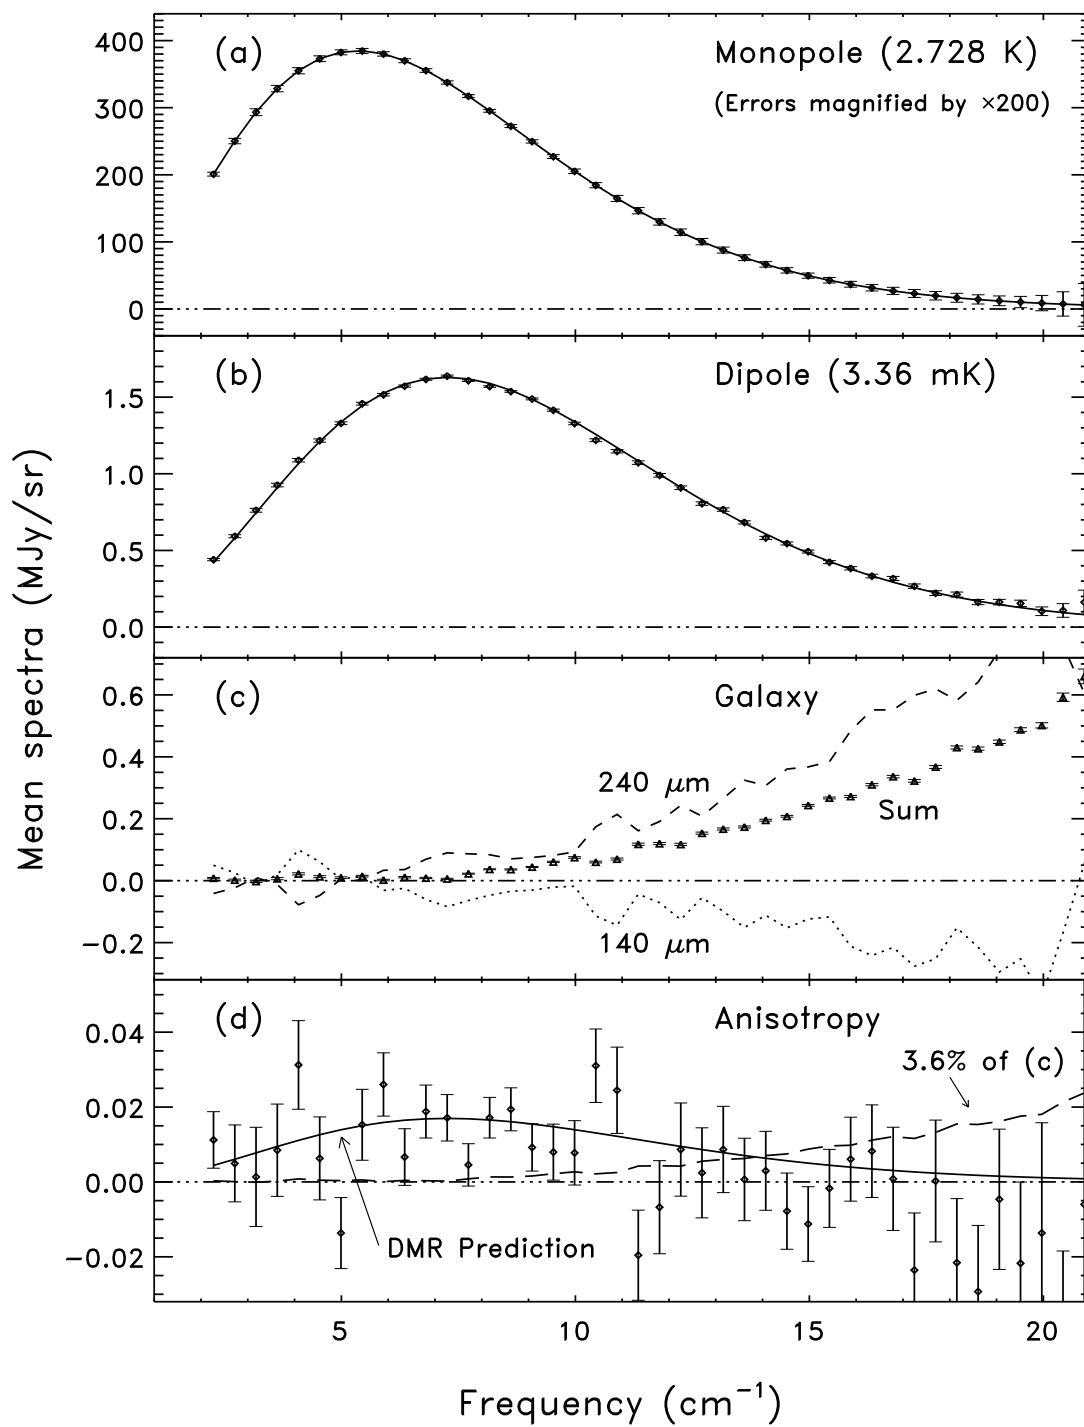 (a)
Monopole (2.728 K)
(Errors magnified by ×200)
400
300
200
100
0
(b)
Dipole (3.36 mK)
1.5
1.0
0.5
0.0
Mean spectra (MJy/sr)
(c)
Galaxy
0.6
0.4
0.2
0.0
−0.2
240 μm
Sum
140 μm
(d)
Anisotropy
3.6% of (c)
0.04
0.02
0.00
−0.02
DMR Prediction
5 10 15 20
Frequency (cm⁻¹)